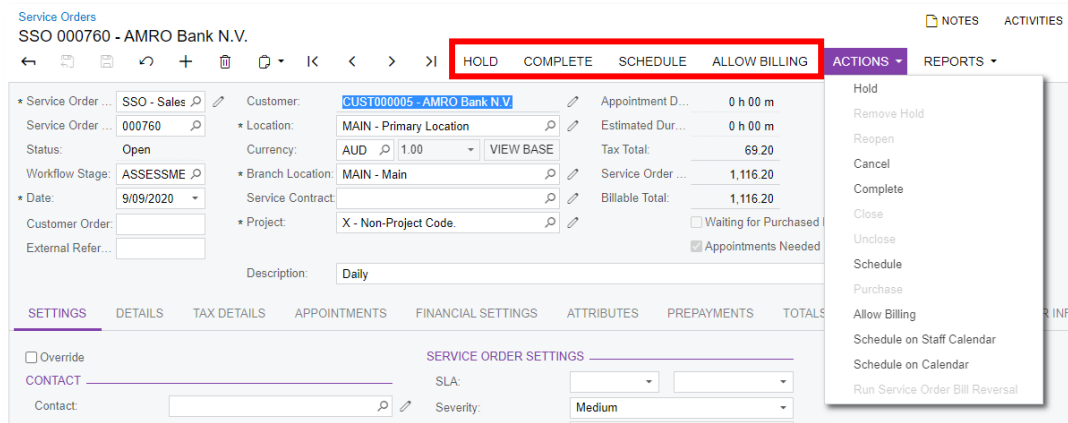 Service Orders
NOTES ACTIVITIES
SSO 000760 - AMRO Bank N.V.
HOLD COMPLETE SCHEDULE ALLOW BILLING ACTIONS REPORTS
* Service Order ... SSO - Sales Customer: CUST000005 - AMRO Bank N.V. Appointment D... 0 h 00 m
Service Order ... 000760 * Location: MAIN - Primary Location Estimated Dur... 0 h 00 m
Status: Open Currency: AUD 1.00 VIEW BASE Tax Total: 69.20
Workflow Stage: ASSESSME * Branch Location: MAIN - Main Service Order ... 1,116.20
* Date: 9/09/2020 Service Contract: Billable Total: 1,116.20
Customer Order: * Project: X - Non-Project Code. Waiting for Purchased
External Refer... Appointments Needed
Description: Daily
SETTINGS DETAILS TAX DETAILS APPOINTMENTS FINANCIAL SETTINGS ATTRIBUTES PREPAYMENTS TOTALS R INF
Override SERVICE ORDER SETTINGS
CONTACT SLA:
Contact: Severity: Medium
Hold
Remove Hold
Reopen
Cancel
Complete
Close
Unclose
Schedule
Purchase
Allow Billing
Schedule on Staff Calendar
Schedule on Calendar
Run Service Order Bill Reversal